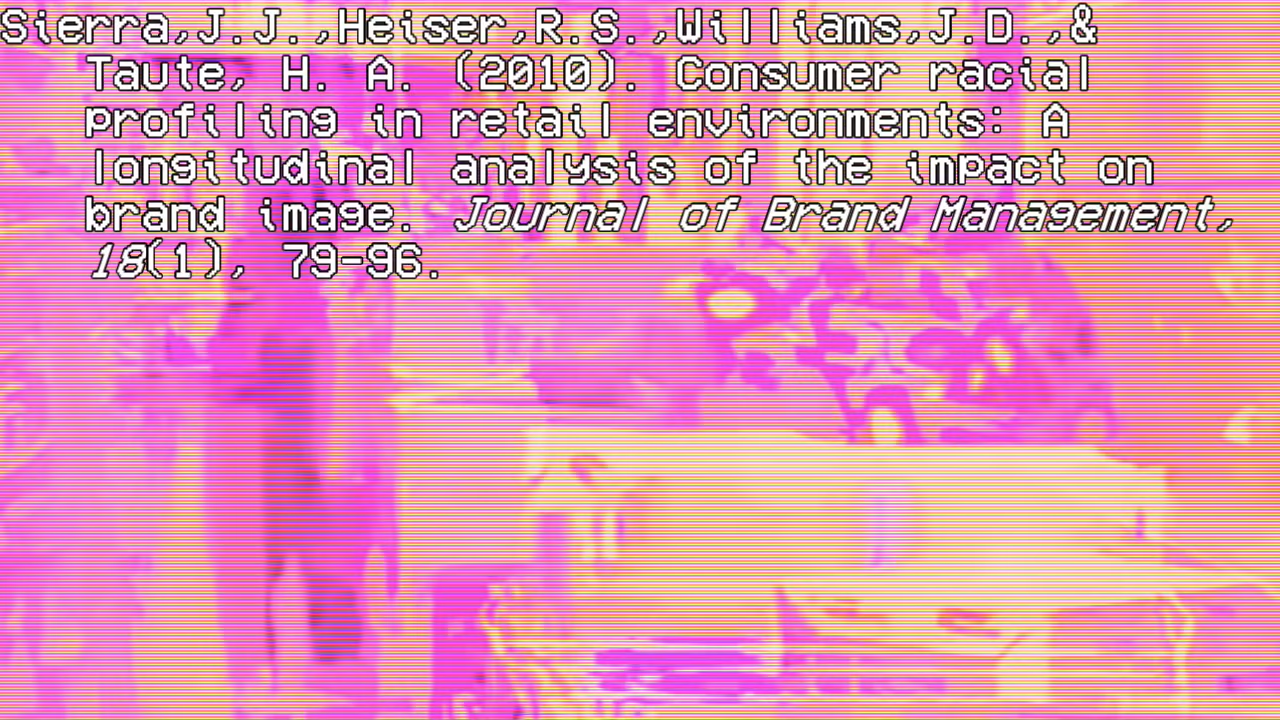 Sierra,J.J.,Heiser,R.S.,Williams,J.D.,&
Taute, H. A. (2010). Consumer racial
profiling in retail environments: A
longitudinal analysis of the impact on
brand image. Journal of Brand Management,
18(1), 79-96.